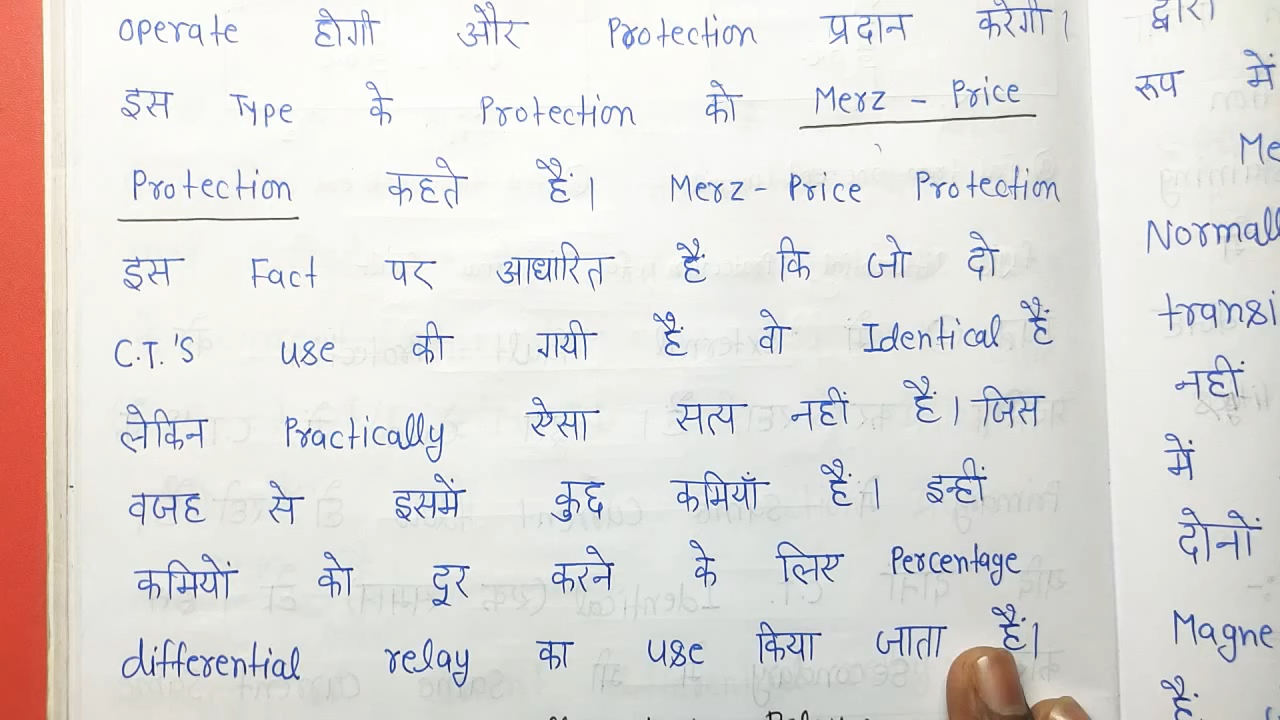 operate होगी और Protection प्रदान करेगी।
इस Type के Protection को Merz - Price
Protection कहते हैं। Merz-Price Protection
इस Fact पर आधारित है कि जो दो
C.T.'S use की गयी हैं वो Identical हैं
लेकिन Practically ऐसा सत्य नहीं हैं। जिस
वजह से इसमें कुछ कमियाँ हैं। इन्हीं
कमियों को दूर करने के लिए Percentage
differential relay का use किया जाता हैं।
द्वारा
रूप में
Me
Normall
transi
नहीं
में
दोनों
Magne
हैं